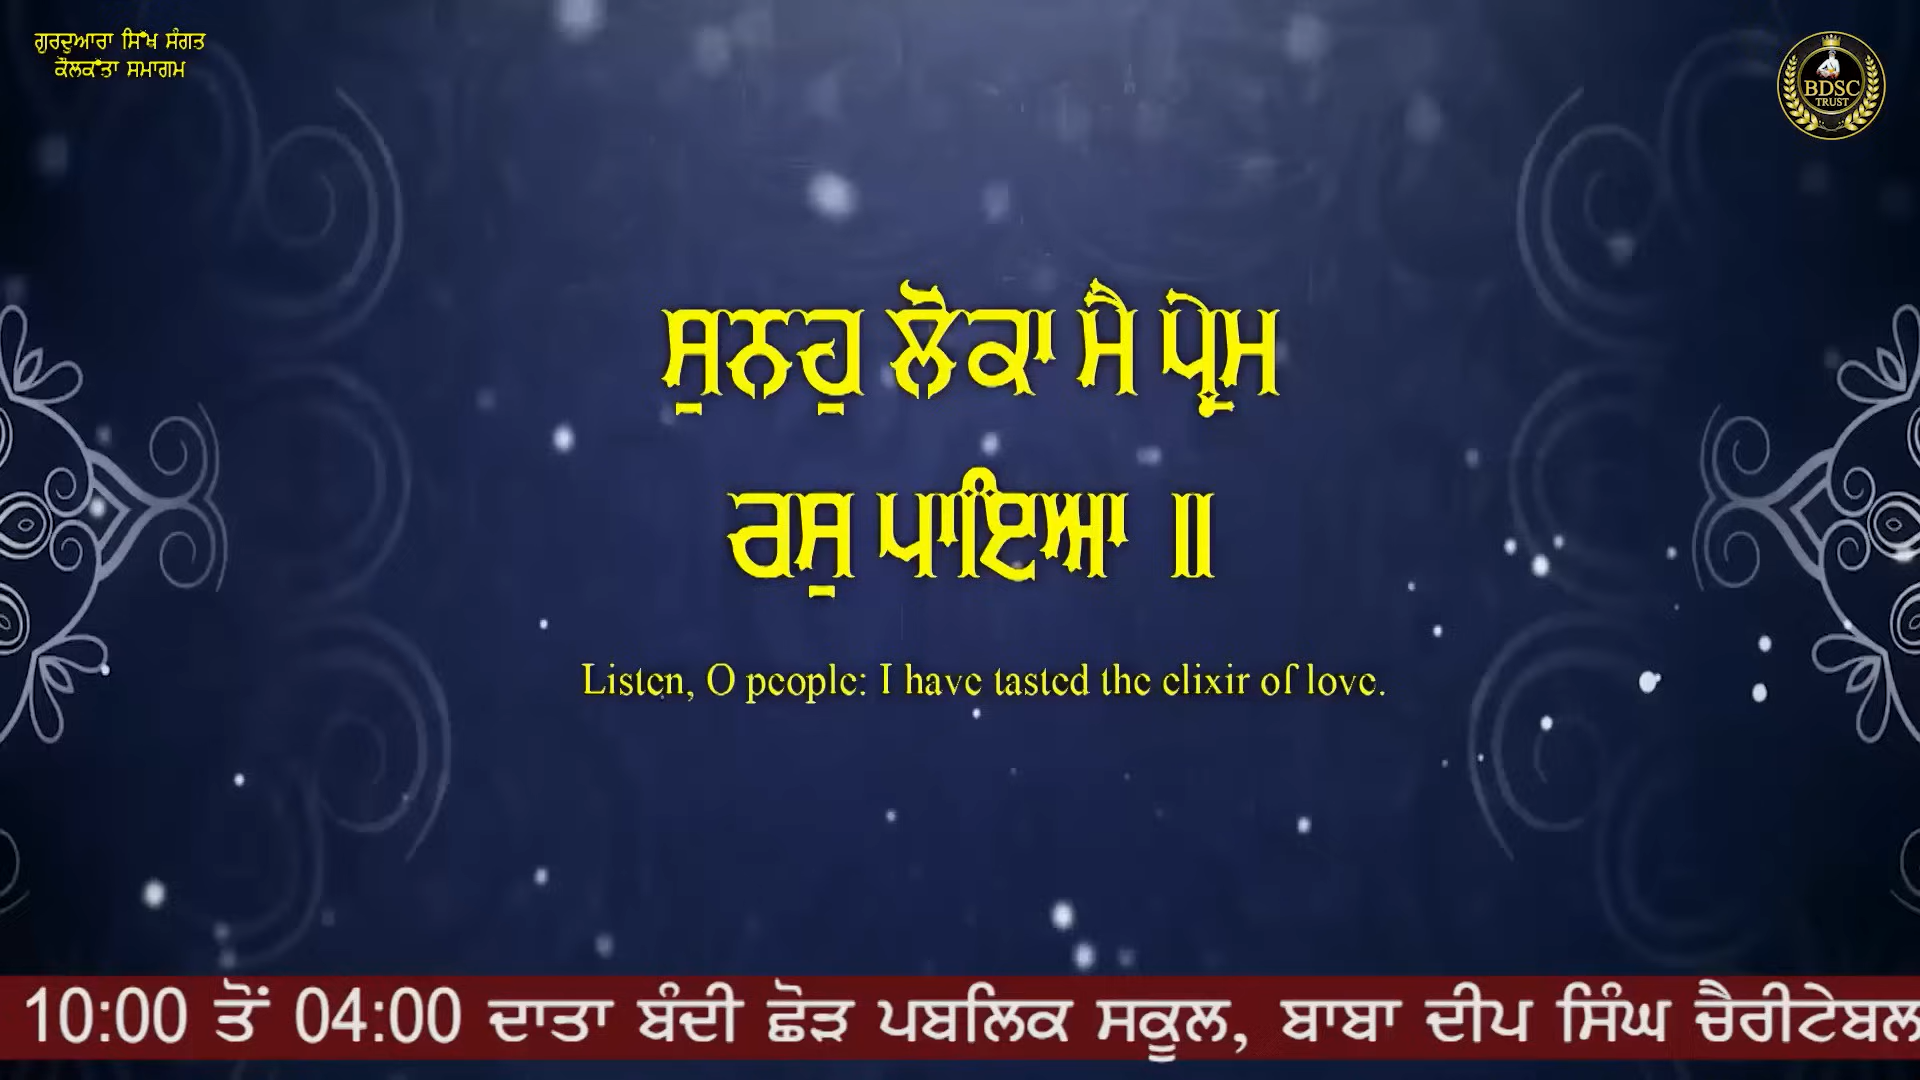 ਗੁਰਦੁਆਰਾ ਸਿੱਖ ਸੰਗਤ
ਕੌਲਕੱਤਾ ਸਮਾਗਮ
BDSC
TRUST
ਸੁਨਹੁ ਲੋਕਾ ਮੈ ਪ੍ਰੇਮ
ਰਸੁ ਪਾਇਆ ॥
Listen, O people: I have tasted the elixir of love.
10:00 ਤੋਂ 04:00 ਦਾਤਾ ਬੰਦੀ ਛੋੜ ਪਬਲਿਕ ਸਕੂਲ, ਬਾਬਾ ਦੀਪ ਸਿੰਘ ਚੈਰੀਟੇਬਲ